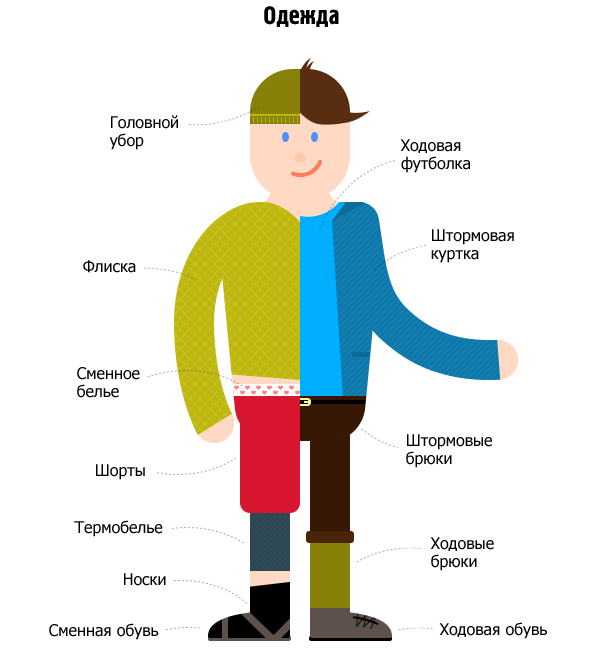 Одежда
Головной
убор
Ходовая
футболка
Штормовая
куртка
Флиска
Сменное
белье
Штормовые
брюки
Шорты
Термобелье
Ходовые
брюки
Носки
Сменная обувь
Ходовая обувь